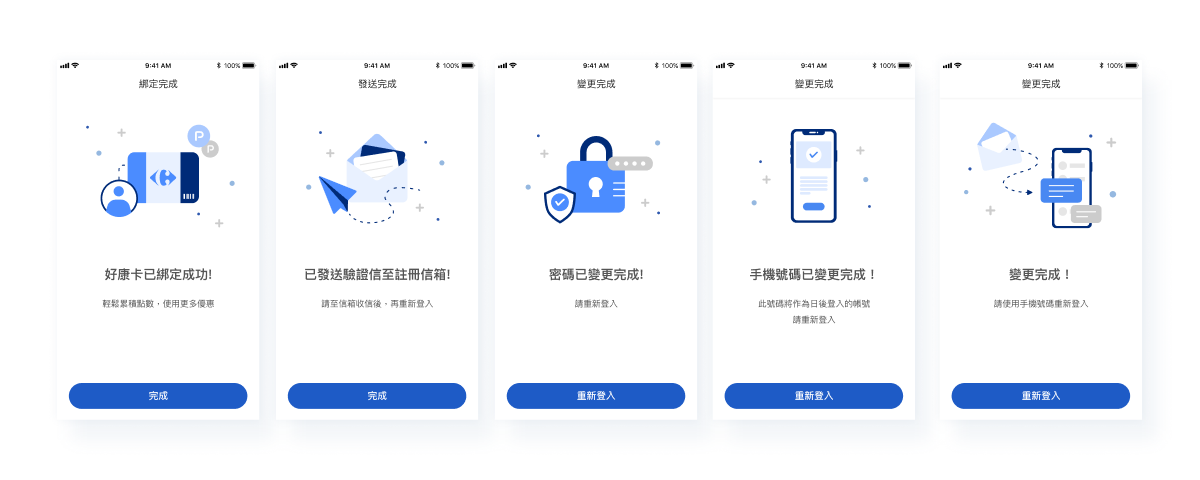 9:41 AM
100%
綁定完成
P
P
好康卡已綁定成功!
輕鬆累積點數，使用更多優惠
完成
9:41 AM
100%
發送完成
已發送驗證信至註冊信箱!
請至信箱收信後、再重新登入
完成
9:41 AM
100%
變更完成
密碼已變更完成!
請重新登入
重新登入
9:41 AM
100%
變更完成
手機號碼已變更完成！
此號碼將作為日後登入的帳號
請重新登入
重新登入
9:41 AM
100%
變更完成
變更完成！
請使用手機號碼重新登入
重新登入